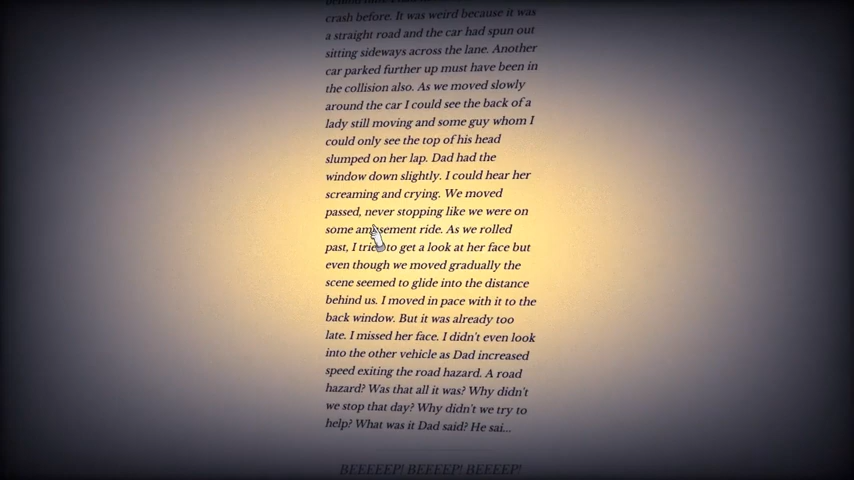 crash before. It was weird because it was
a straight road and the car had spun out
sitting sideways across the lane. Another
car parked further up must have been in
the collision also. As we moved slowly
around the car I could see the back of a
lady still moving and some guy whom I
could only see the top of his head
slumped on her lap. Dad had the
window down slightly. I could hear her
screaming and crying. We moved
passed, never stopping like we were on
some amusement ride. As we rolled
past, I tried to get a look at her face but
even though we moved gradually the
scene seemed to glide into the distance
behind us. I moved in pace with it to the
back window. But it was already too
late. I missed her face. I didn't even look
into the other vehicle as Dad increased
speed exiting the road hazard. A road
hazard? Was that all it was? Why didn't
we stop that day? Why didn't we try to
help? What was it Dad said? He sai...
BEEEEEP! BEEEEP! BEEEEP!